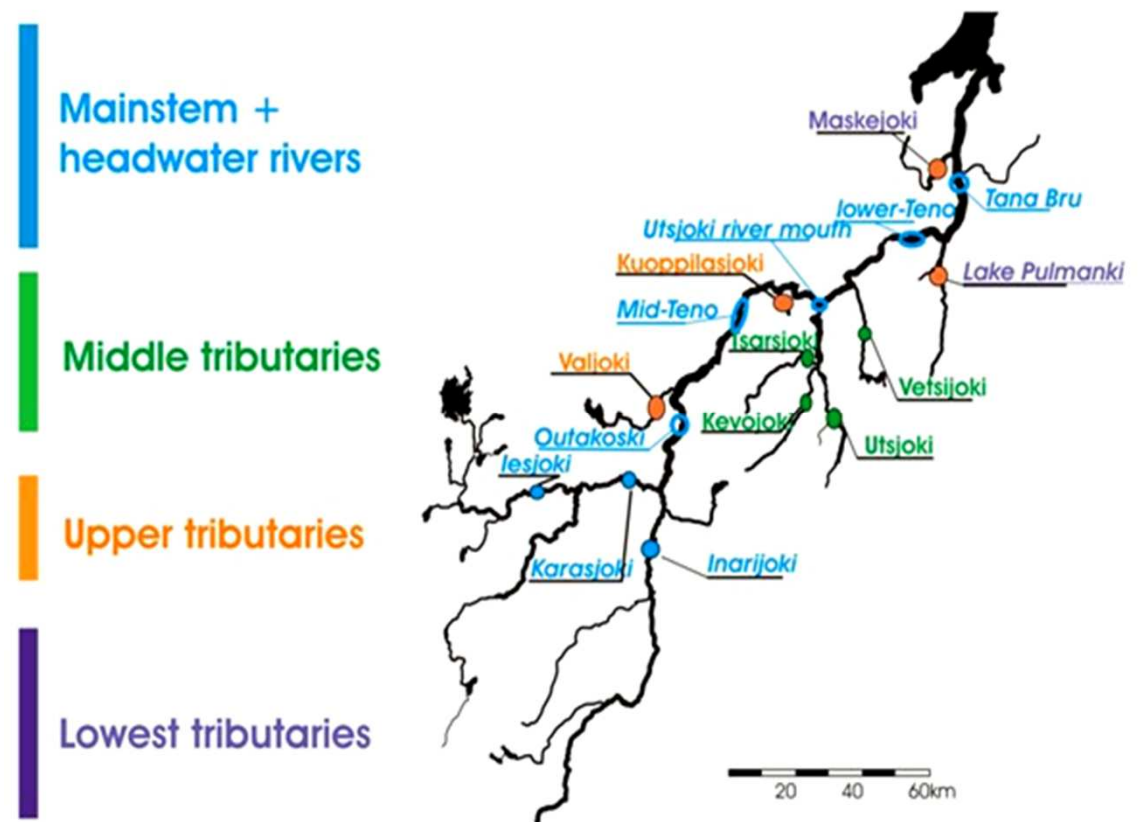 Mainstem +
headwater rivers
Middle tributaries
Upper tributaries
Lowest tributaries
Maskejoki
Tana Bru
lower-Teno
Utsjoki river mouth
Kuoppilasjoki
Lake Pulmanki
Mid-Teno
Tsarsjoki
Valjoki
Vetsijoki
Kevojoki
Outakoski
Utsjoki
Iesjoki
Karasjoki
Inarijoki
20 40 60km